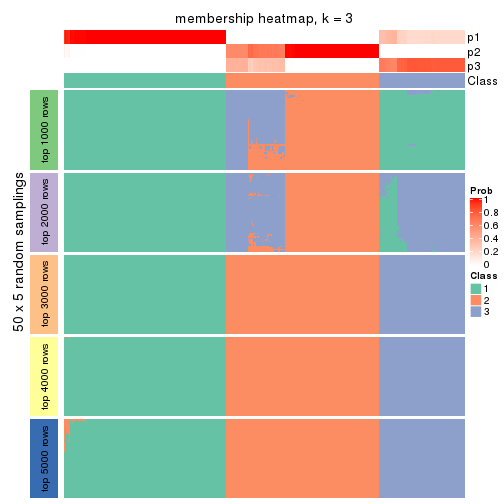 membership heatmap, k = 3
p1
p2
p3
Class
50 x 5 random samplings
top 1000 rows
top 2000 rows
top 3000 rows
top 4000 rows
top 5000 rows
Prob
1
0.8
0.6
0.4
0.2
0
Class
1
2
3